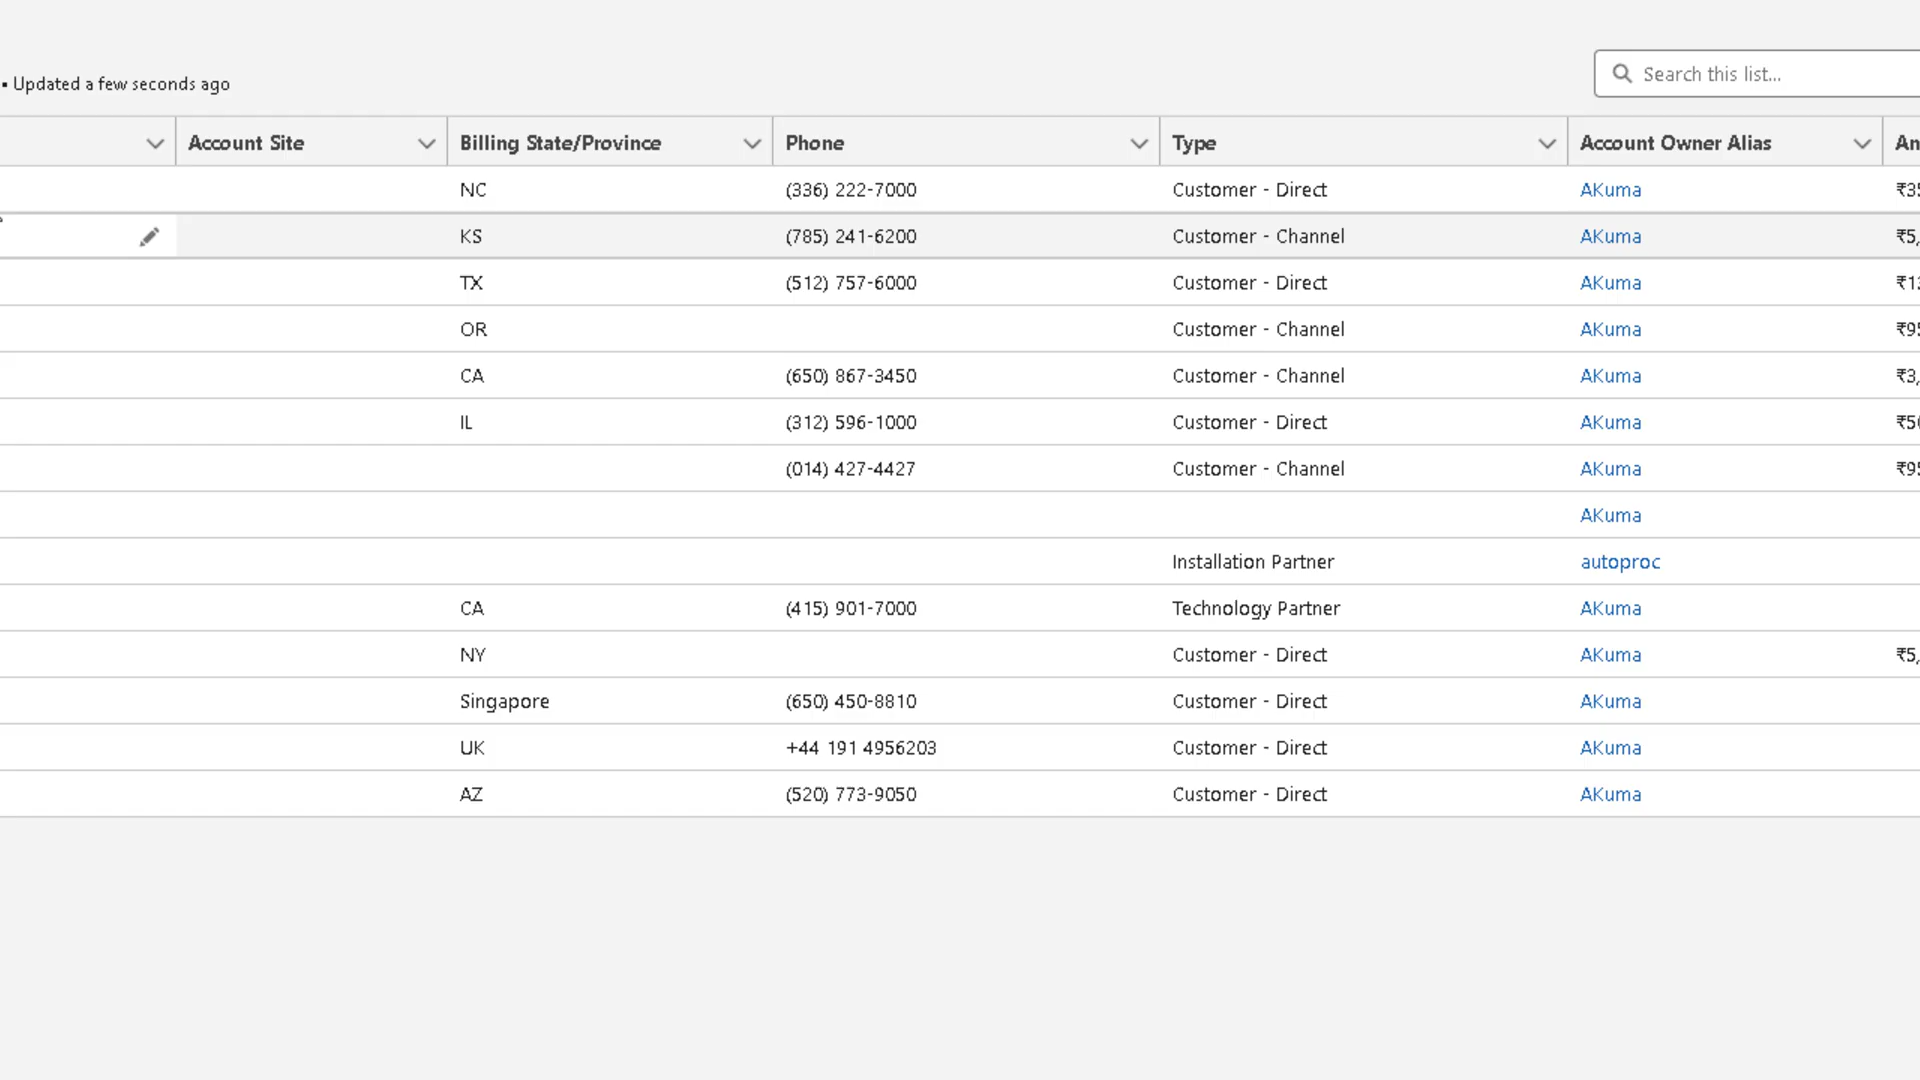 • Updated a few seconds ago
Search this list...
Account Site Billing State/Province Phone Type Account Owner Alias
NC (336) 222-7000 Customer - Direct AKuma
KS (785) 241-6200 Customer - Channel AKuma
TX (512) 757-6000 Customer - Direct AKuma
OR Customer - Channel AKuma
CA (650) 867-3450 Customer - Channel AKuma
IL (312) 596-1000 Customer - Direct AKuma
(014) 427-4427 Customer - Channel AKuma
AKuma
Installation Partner autoproc
CA (415) 901-7000 Technology Partner AKuma
NY Customer - Direct AKuma
Singapore (650) 450-8810 Customer - Direct AKuma
UK +44 191 4956203 Customer - Direct AKuma
AZ (520) 773-9050 Customer - Direct AKuma